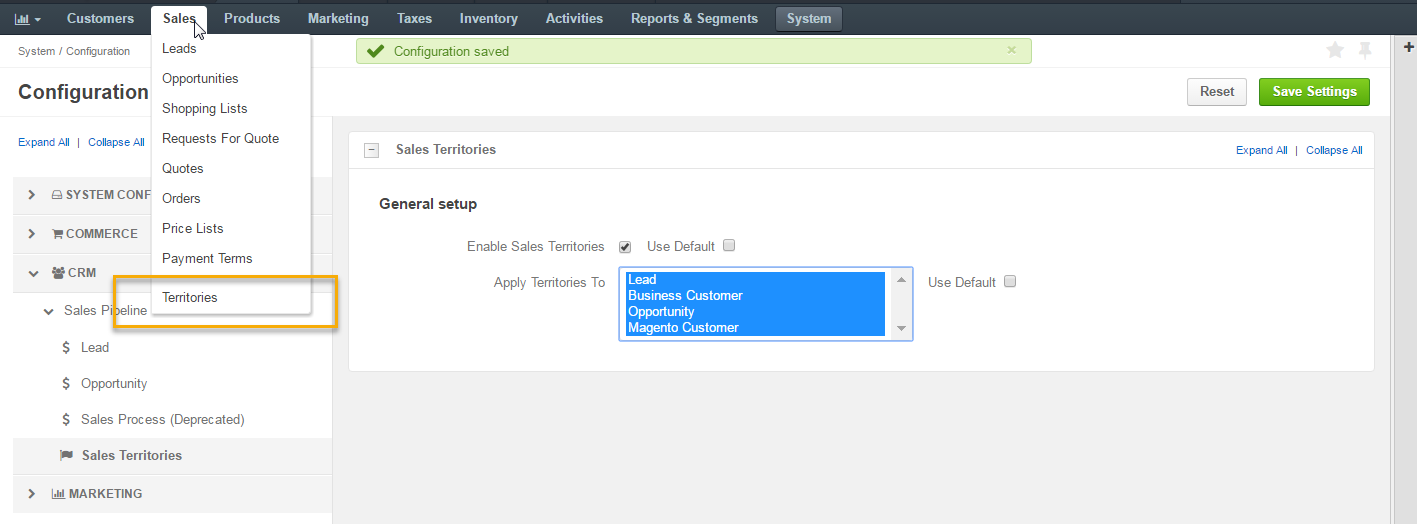 Customers Sales Products Marketing Taxes Inventory Activities Reports & Segments System
System / Configuration
Configuration saved ×
Configuration
Reset Save Settings
Leads
Opportunities
Shopping Lists
Requests For Quote
Quotes
Orders
Price Lists
Payment Terms
Territories
Expand All | Collapse All
SYSTEM CONF
COMMERCE
CRM
Sales Pipeline
$ Lead
$ Opportunity
$ Sales Process (Deprecated)
Sales Territories
MARKETING
Sales Territories
Expand All | Collapse All
General setup
Enable Sales Territories Use Default
Apply Territories To
Lead
Business Customer
Opportunity
Magento Customer
Use Default